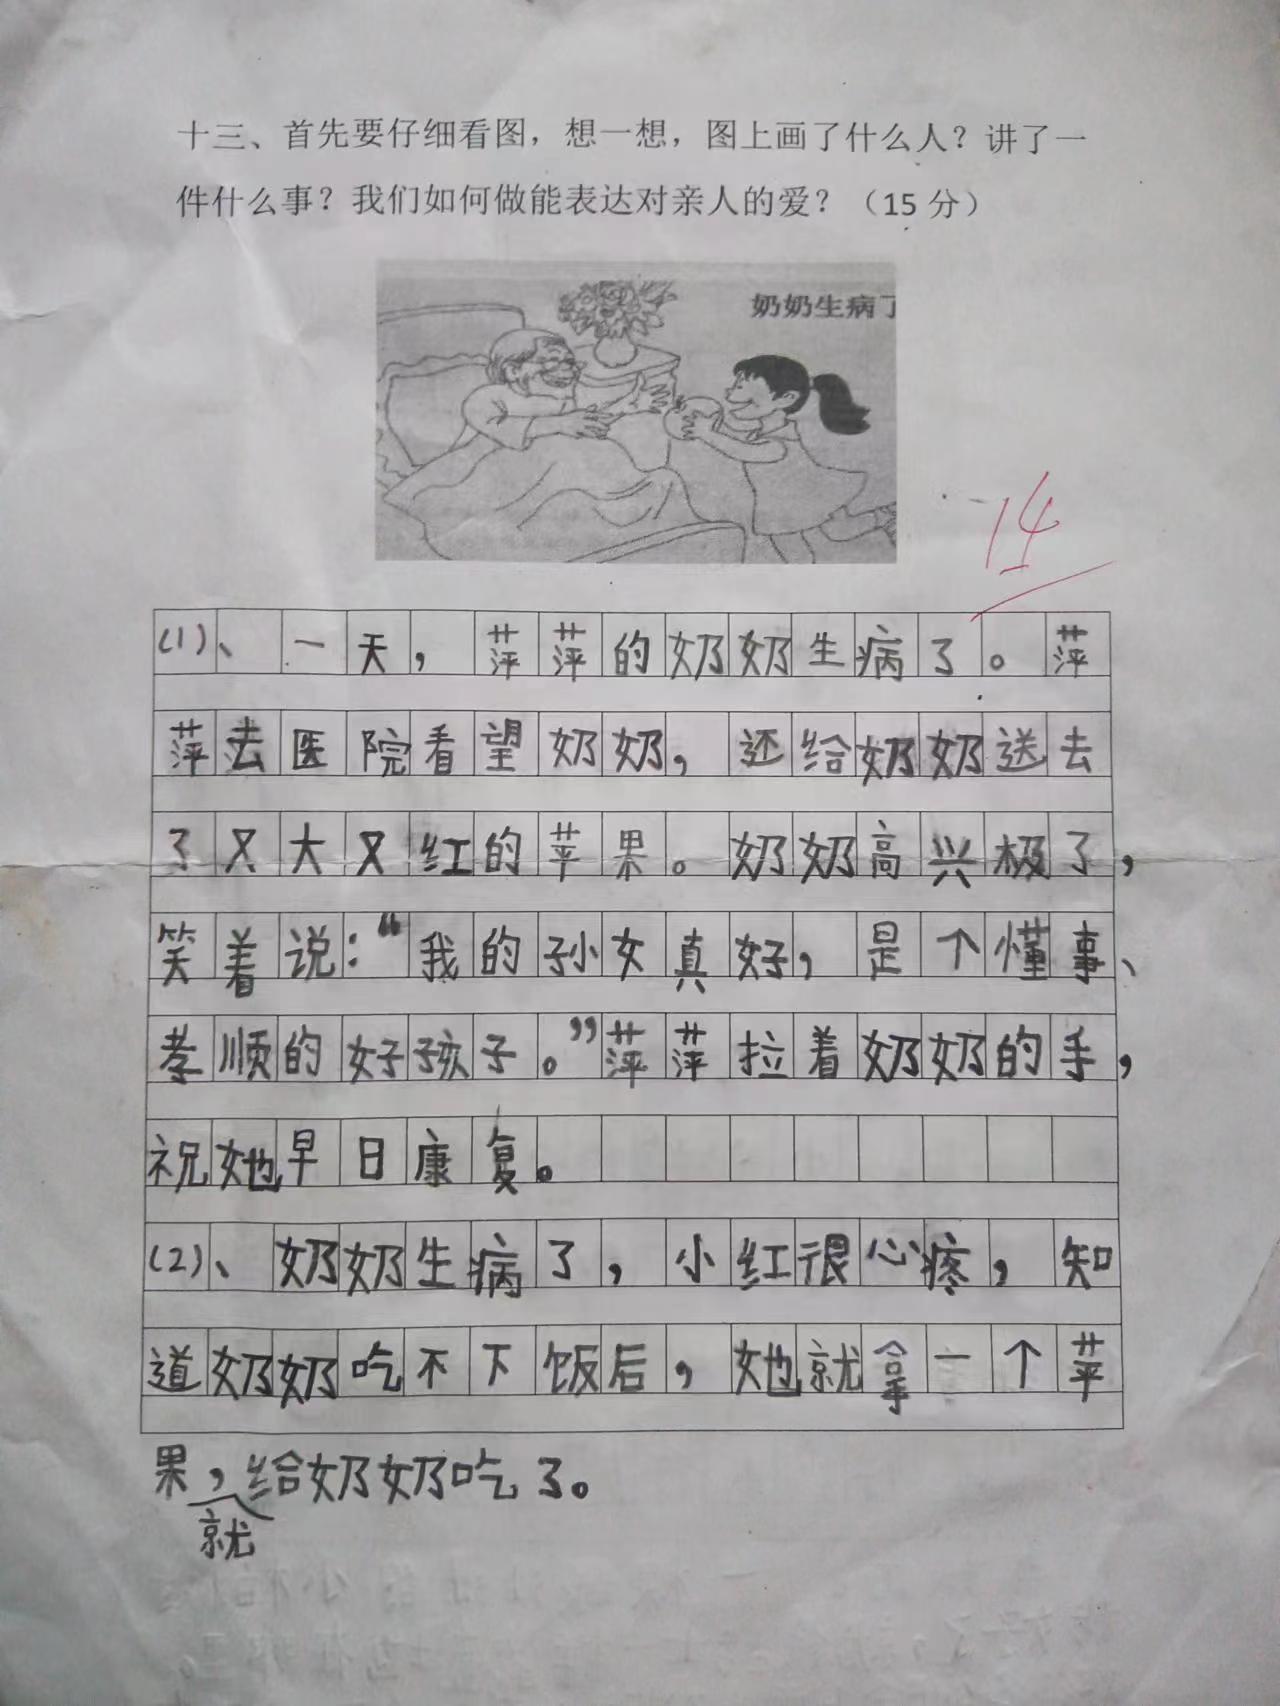 十三、首先要仔细看图，想一想，图上画了什么人？讲了一
件什么事？我们如何做能表达对亲人的爱？（15 分）
奶奶生病了
14
(1)、一天，萍萍的奶奶生病了。萍
萍去医院看望奶奶，还给奶奶送去
了又大又红的苹果。奶奶高兴极了，
笑着说：“我的孙女真好，是个懂事、
孝顺的好孩子。”萍萍拉着奶奶的手，
祝她早日康复。
(2)、奶奶生病了，小红很心疼，知
道奶奶吃不下饭后，她就拿一个苹
果，给奶奶吃了。
就